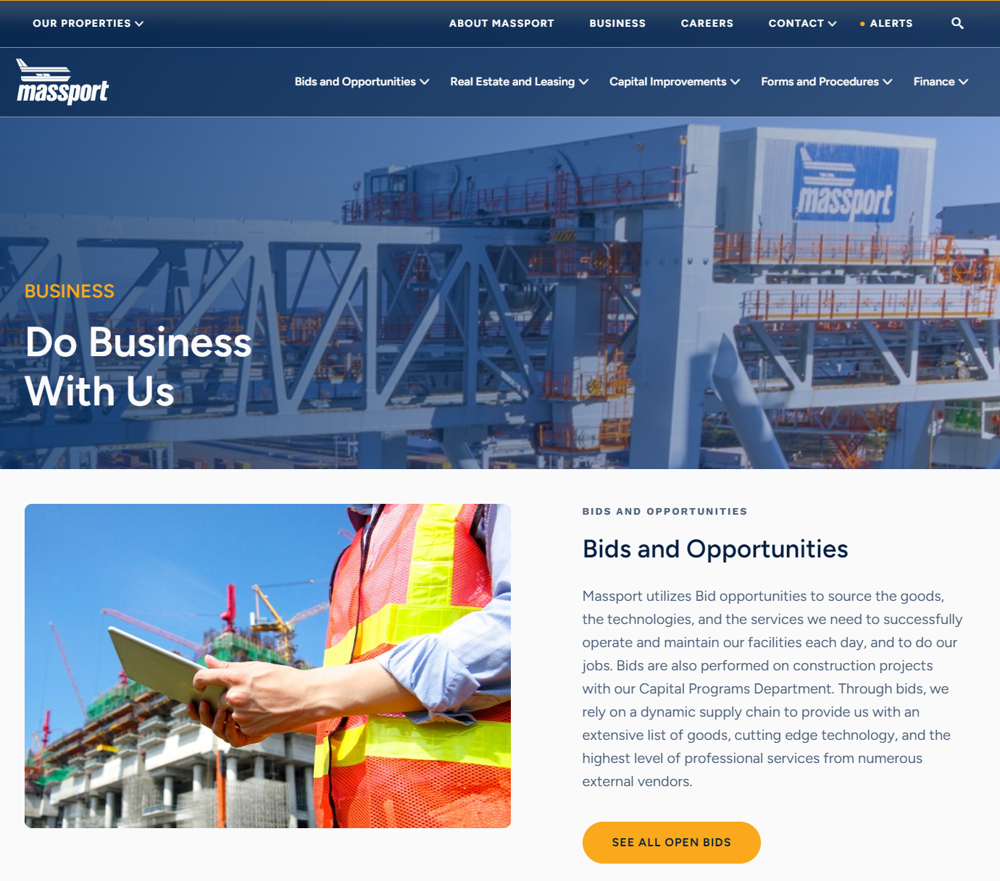 OUR PROPERTIES
ABOUT MASSPORT
BUSINESS
CAREERS
CONTACT
ALERTS
massport
Bids and Opportunities
Real Estate and Leasing
Capital Improvements
Forms and Procedures
Finance
massport
BUSINESS
Do Business
With Us
BIDS AND OPPORTUNITIES
Bids and Opportunities
Massport utilizes Bid opportunities to source the goods,
the technologies, and the services we need to successfully
operate and maintain our facilities each day, and to do our
jobs. Bids are also performed on construction projects
with our Capital Programs Department. Through bids, we
rely on a dynamic supply chain to provide us with an
extensive list of goods, cutting edge technology, and the
highest level of professional services from numerous
external vendors.
SEE ALL OPEN BIDS